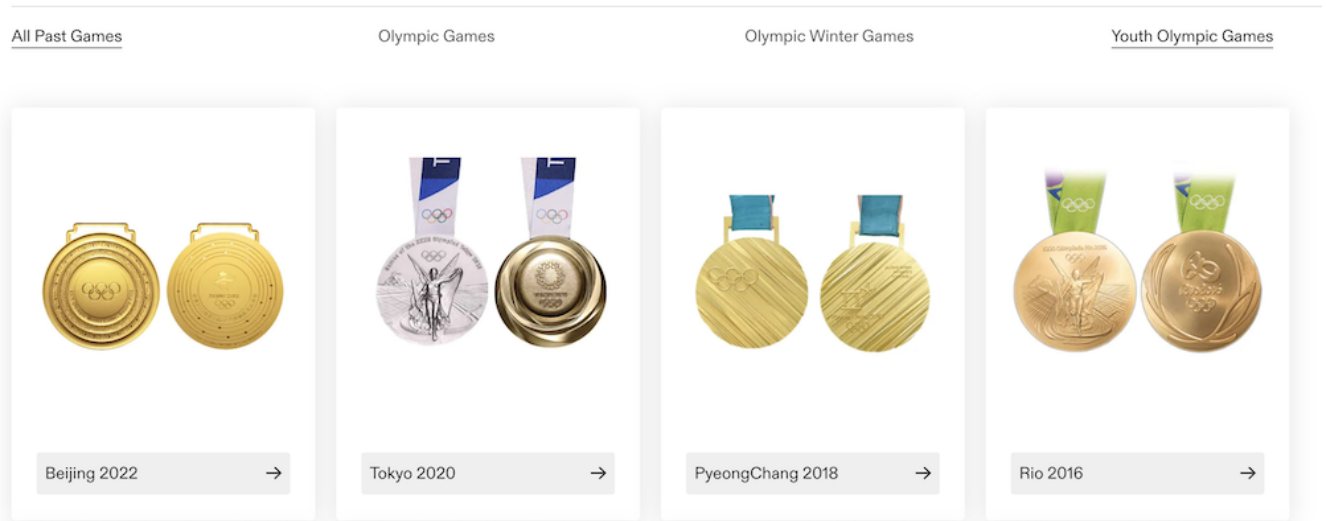 All Past Games
Olympic Games
Olympic Winter Games
Youth Olympic Games
Beijing 2022 →
Tokyo 2020 →
PyeongChang 2018 →
Rio 2016 →